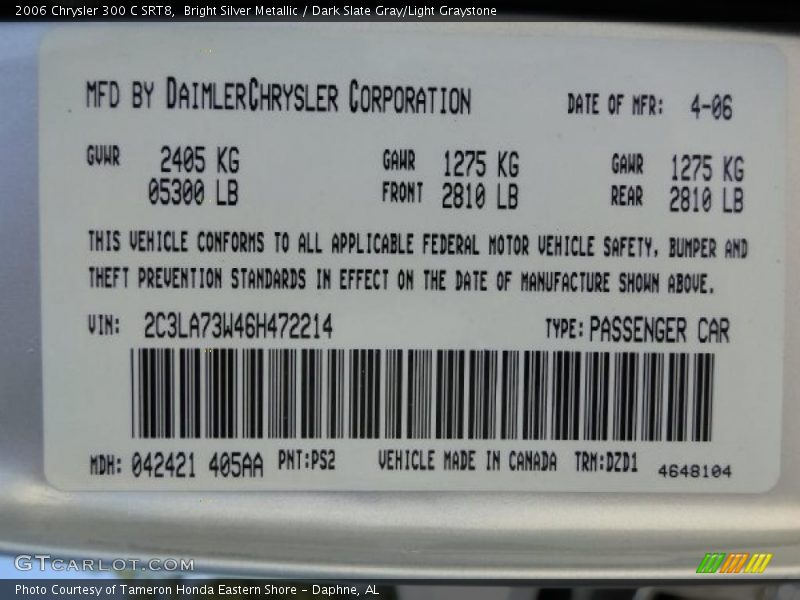 2006 Chrysler 300 C SRT8,  Bright Silver Metallic / Dark Slate Gray/Light Graystone
MFD BY DAIMLERCHRYSLER CORPORATION DATE OF MFR: 4-06
GVWR 2405 KG GAWR 1275 KG GAWR 1275 KG
05300 LB FRONT 2810 LB REAR 2810 LB
THIS VEHICLE CONFORMS TO ALL APPLICABLE FEDERAL MOTOR VEHICLE SAFETY, BUMPER AND
THEFT PREVENTION STANDARDS IN EFFECT ON THE DATE OF MANUFACTURE SHOWN ABOVE.
VIN: 2C3LA73W46H472214 TYPE: PASSENGER CAR
MDH: 042421 405AA PNT:PS2 VEHICLE MADE IN CANADA TRM:DZD1 4648104
GTCARLOT.COM
Photo Courtesy of Tameron Honda Eastern Shore - Daphne, AL